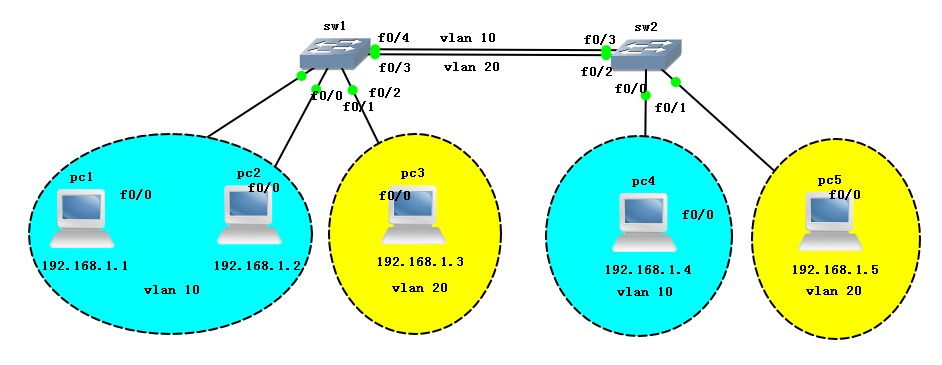 sw1
sw2
f0/4
vlan 10
f0/3
f0/3
vlan 20
f0/2
f0/0
f0/1
f0/2
f0/0
f0/1
pc1
f0/0
192.168.1.1
pc2
f0/0
192.168.1.2
vlan 10
pc3
f0/0
192.168.1.3
vlan 20
pc4
f0/0
192.168.1.4
vlan 10
pc5
f0/0
192.168.1.5
vlan 20